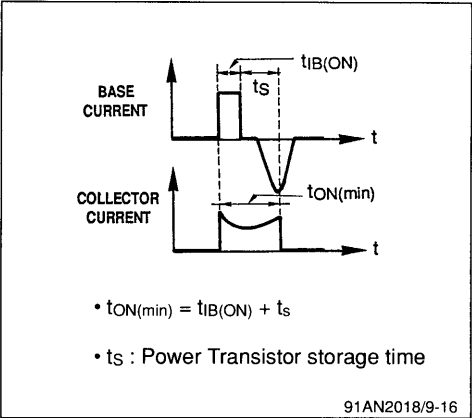 tIB(ON)
tS
BASE
CURRENT
t
COLLECTOR
CURRENT
tON(min)
t
• tON(min) = tIB(ON) + ts
• ts : Power Transistor storage time
91AN2018/9-16